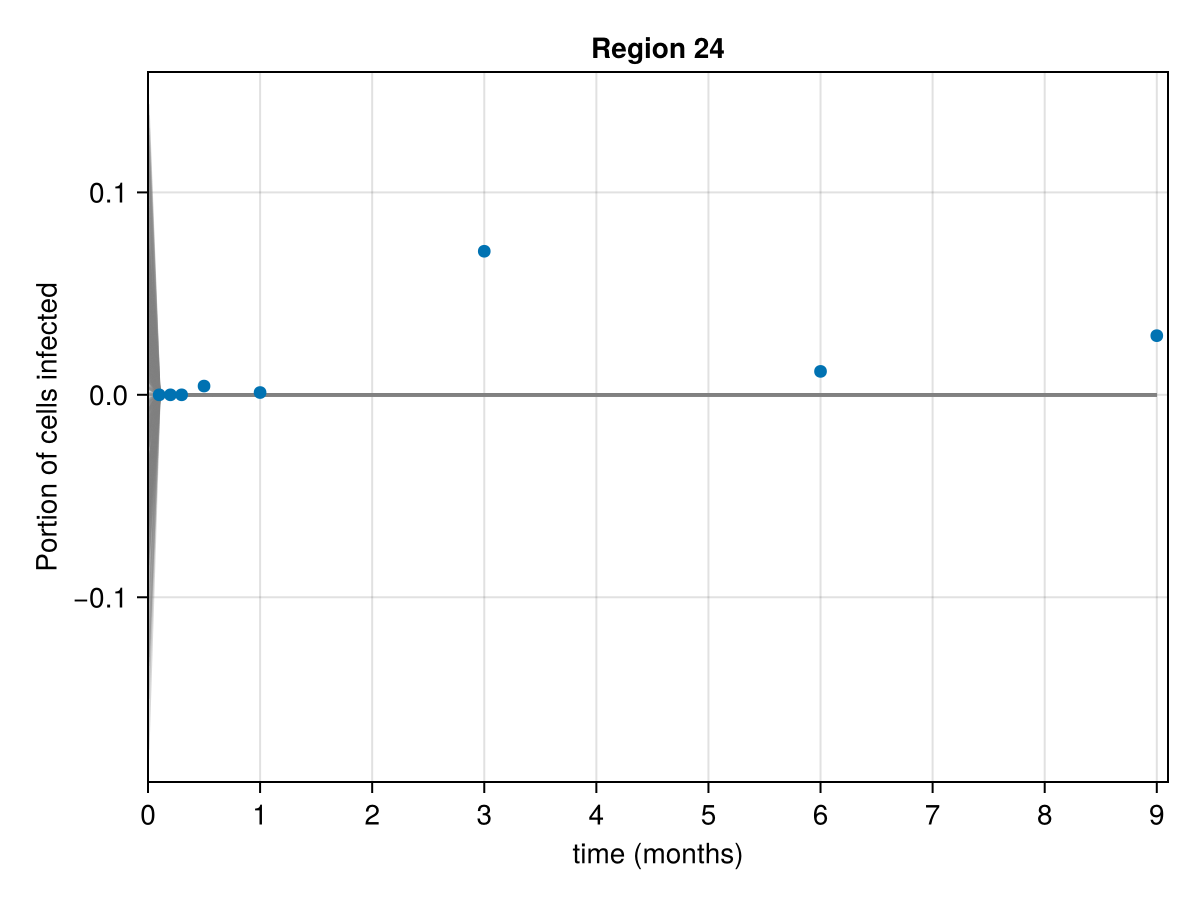 Region 24
Portion of cells infected
0.1
0.0
−0.1
0 1 2 3 4 5 6 7 8 9
time (months)